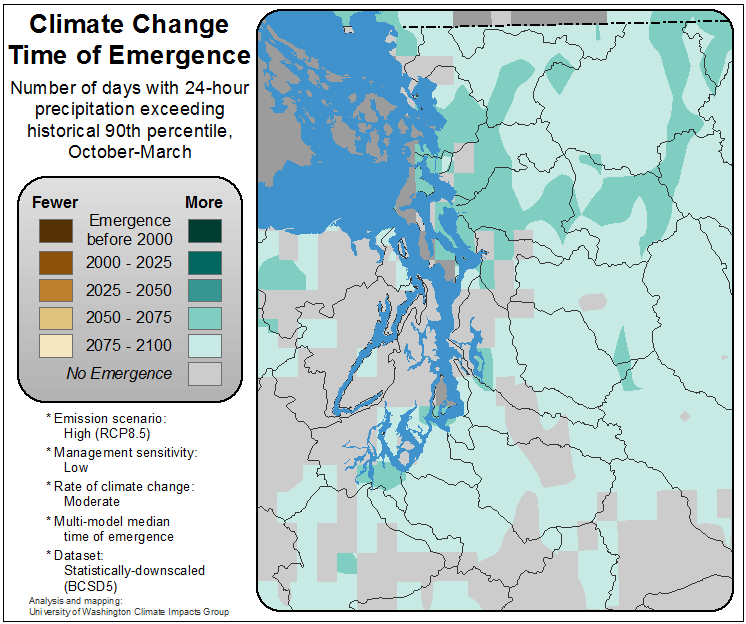 Climate Change
Time of Emergence
Number of days with 24-hour
precipitation exceeding
historical 90th percentile,
October-March
Fewer More
Emergence
before 2000
2000 - 2025
2025 - 2050
2050 - 2075
2075 - 2100
No Emergence
* Emission scenario:
High (RCP8.5)
* Management sensitivity:
Low
* Rate of climate change:
Moderate
* Multi-model median
time of emergence
* Dataset:
Statistically-downscaled
(BCSD5)
Analysis and mapping:
University of Washington Climate Impacts Group